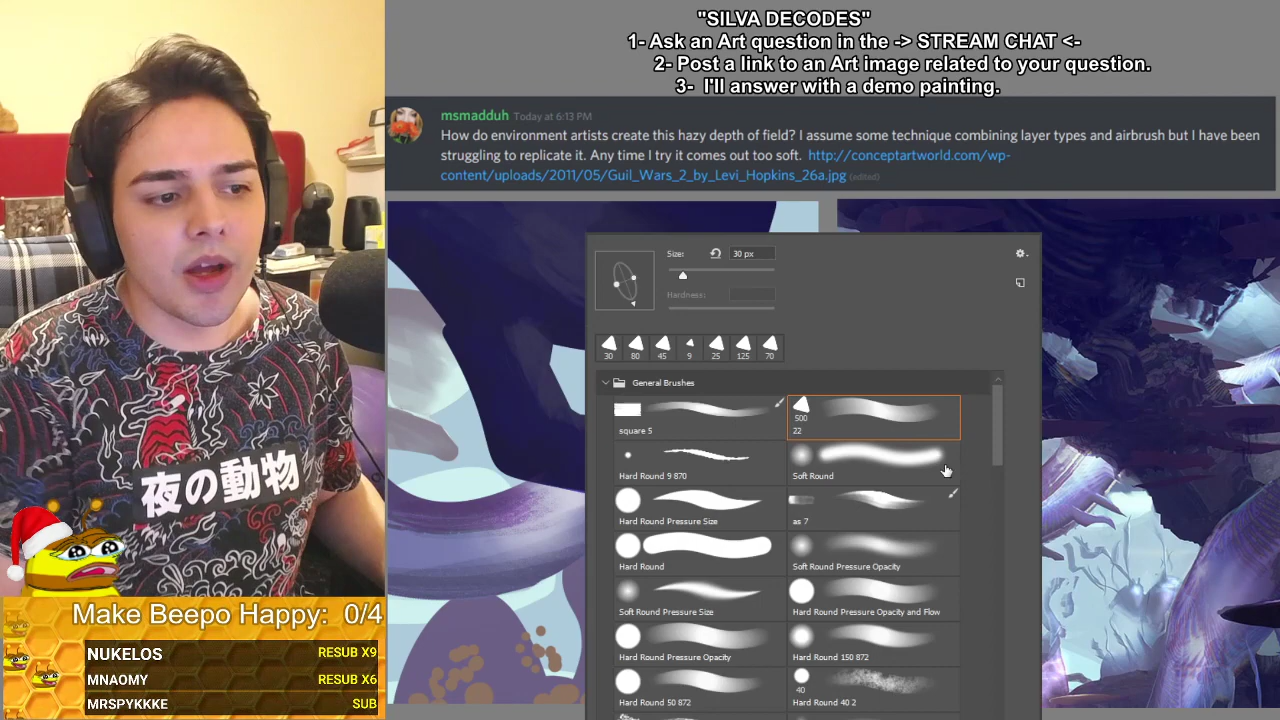 "SILVA DECODES"
1- Ask an Art question in the -> STREAM CHAT <-
2- Post a link to an Art image related to your question.
3- I'll answer with a demo painting.
msmadduh Today at 6:13 PM
How do environment artists create this hazy depth of field? I assume some technique combining layer types and airbrush but I have been
struggling to replicate it. Any time I try it comes out too soft. http://conceptartworld.com/wp-
content/uploads/2011/05/Guil_Wars_2_by_Levi_Hopkins_26a.jpg (edited)
Size: 30 px
Hardness:
30 80 45 9 25 125 70
General Brushes
square 5
500
22
Hard Round 9 870
Soft Round
Hard Round Pressure Size
as 7
Hard Round
Soft Round Pressure Opacity
Soft Round Pressure Size
Hard Round Pressure Opacity and Flow
Hard Round Pressure Opacity
Hard Round 150 872
Hard Round 50 872
40
Hard Round 40 2
夜の動物
Make Beepo Happy: 0/4
NUKELOS RESUB X9
MNAOMY RESUB X6
MRSPYKKKE SUB